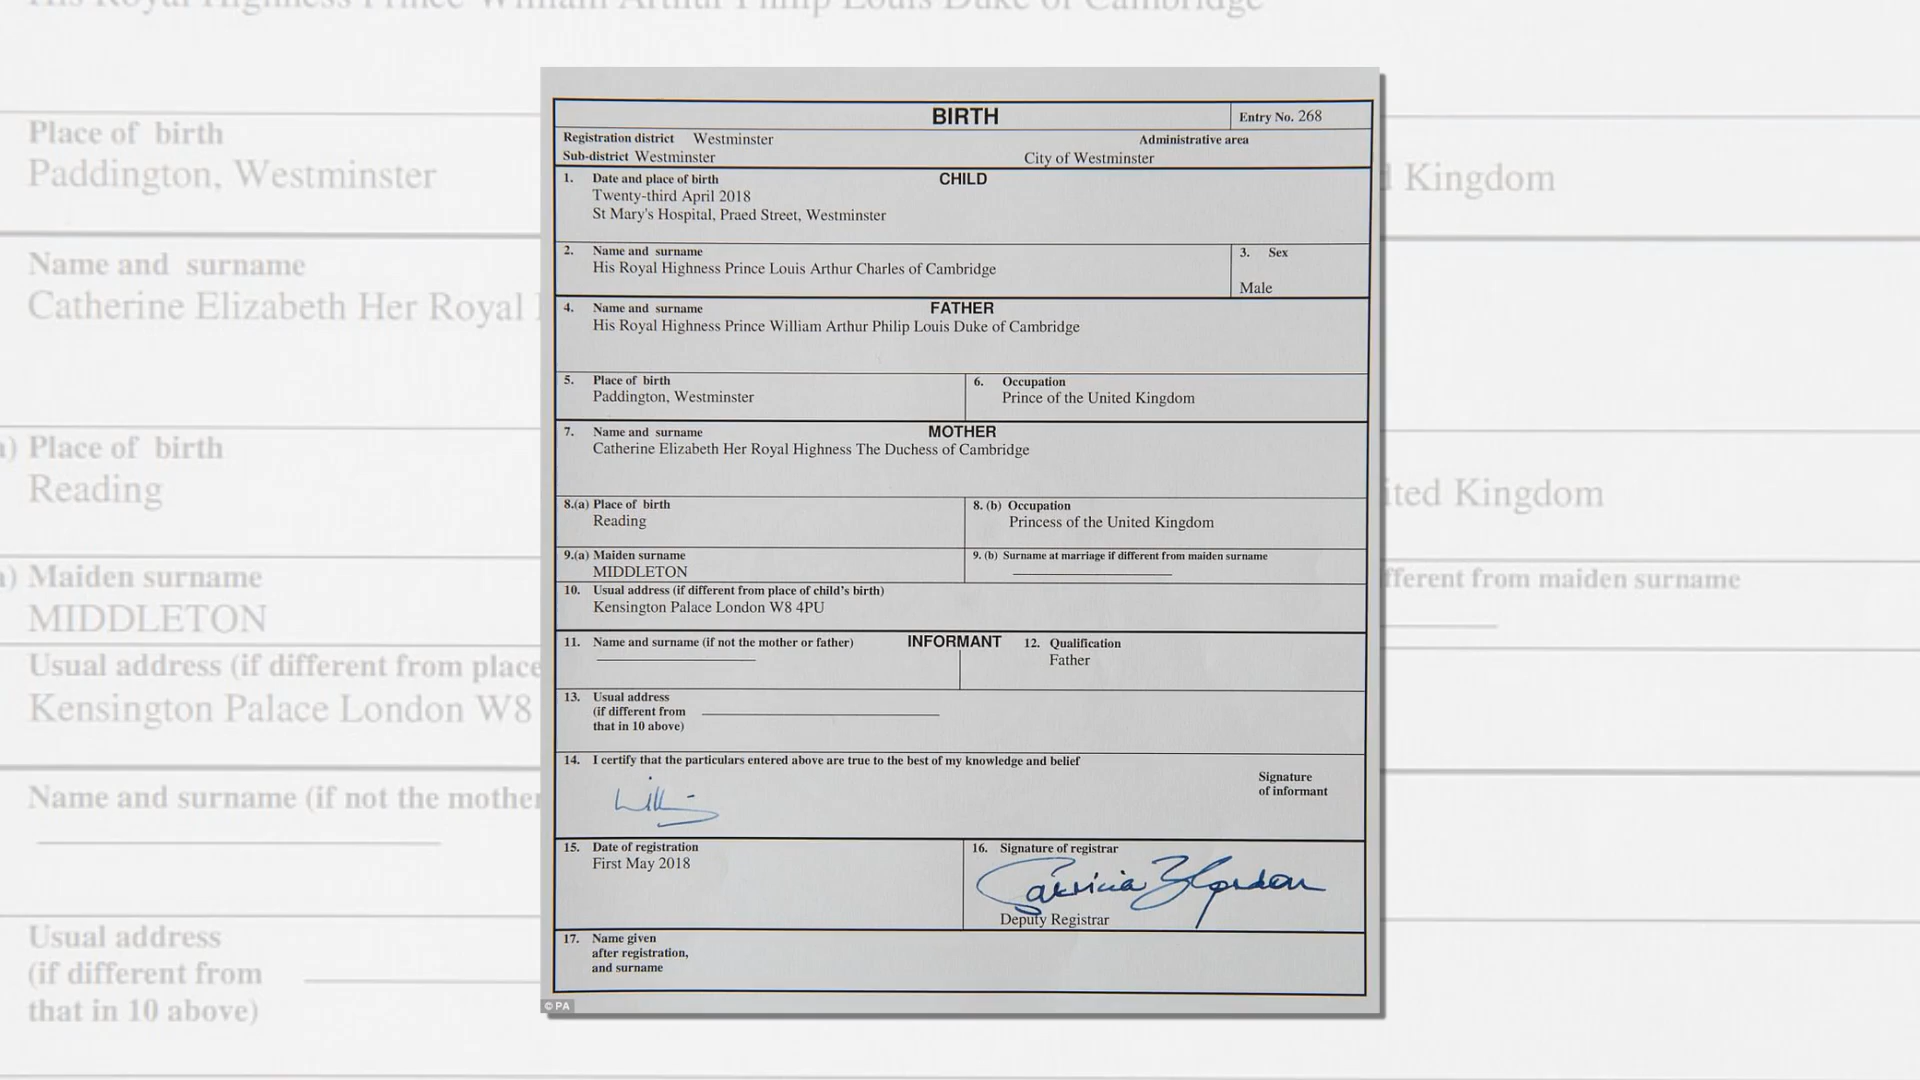 His Royal Highness Prince William Arthur Philip Louis Duke of Cambridge
Place of birth
Paddington, Westminster
Kingdom
Name and surname
Catherine Elizabeth Her Royal
a) Place of birth
Reading
ited Kingdom
a) Maiden surname
MIDDLETON
fferent from maiden surname
Usual address (if different from place
Kensington Palace London W8
Name and surname (if not the mother
Usual address
(if different from
that in 10 above)
BIRTH
Entry No. 268
Registration district Westminster
Administrative area
Sub-district Westminster
City of Westminster
1. Date and place of birth
CHILD
Twenty-third April 2018
St Mary's Hospital, Praed Street, Westminster
2. Name and surname
His Royal Highness Prince Louis Arthur Charles of Cambridge
3. Sex
Male
4. Name and surname
FATHER
His Royal Highness Prince William Arthur Philip Louis Duke of Cambridge
5. Place of birth
Paddington, Westminster
6. Occupation
Prince of the United Kingdom
7. Name and surname
MOTHER
Catherine Elizabeth Her Royal Highness The Duchess of Cambridge
8.(a) Place of birth
Reading
8. (b) Occupation
Princess of the United Kingdom
9.(a) Maiden surname
MIDDLETON
9. (b) Surname at marriage if different from maiden surname
10. Usual address (if different from place of child's birth)
Kensington Palace London W8 4PU
11. Name and surname (if not the mother or father)
INFORMANT
12. Qualification
Father
13. Usual address
(if different from
that in 10 above)
14. I certify that the particulars entered above are true to the best of my knowledge and belief
Signature
of informant
15. Date of registration
First May 2018
16. Signature of registrar
Patricia Gordon
Deputy Registrar
17. Name given
after registration,
and surname
© PA